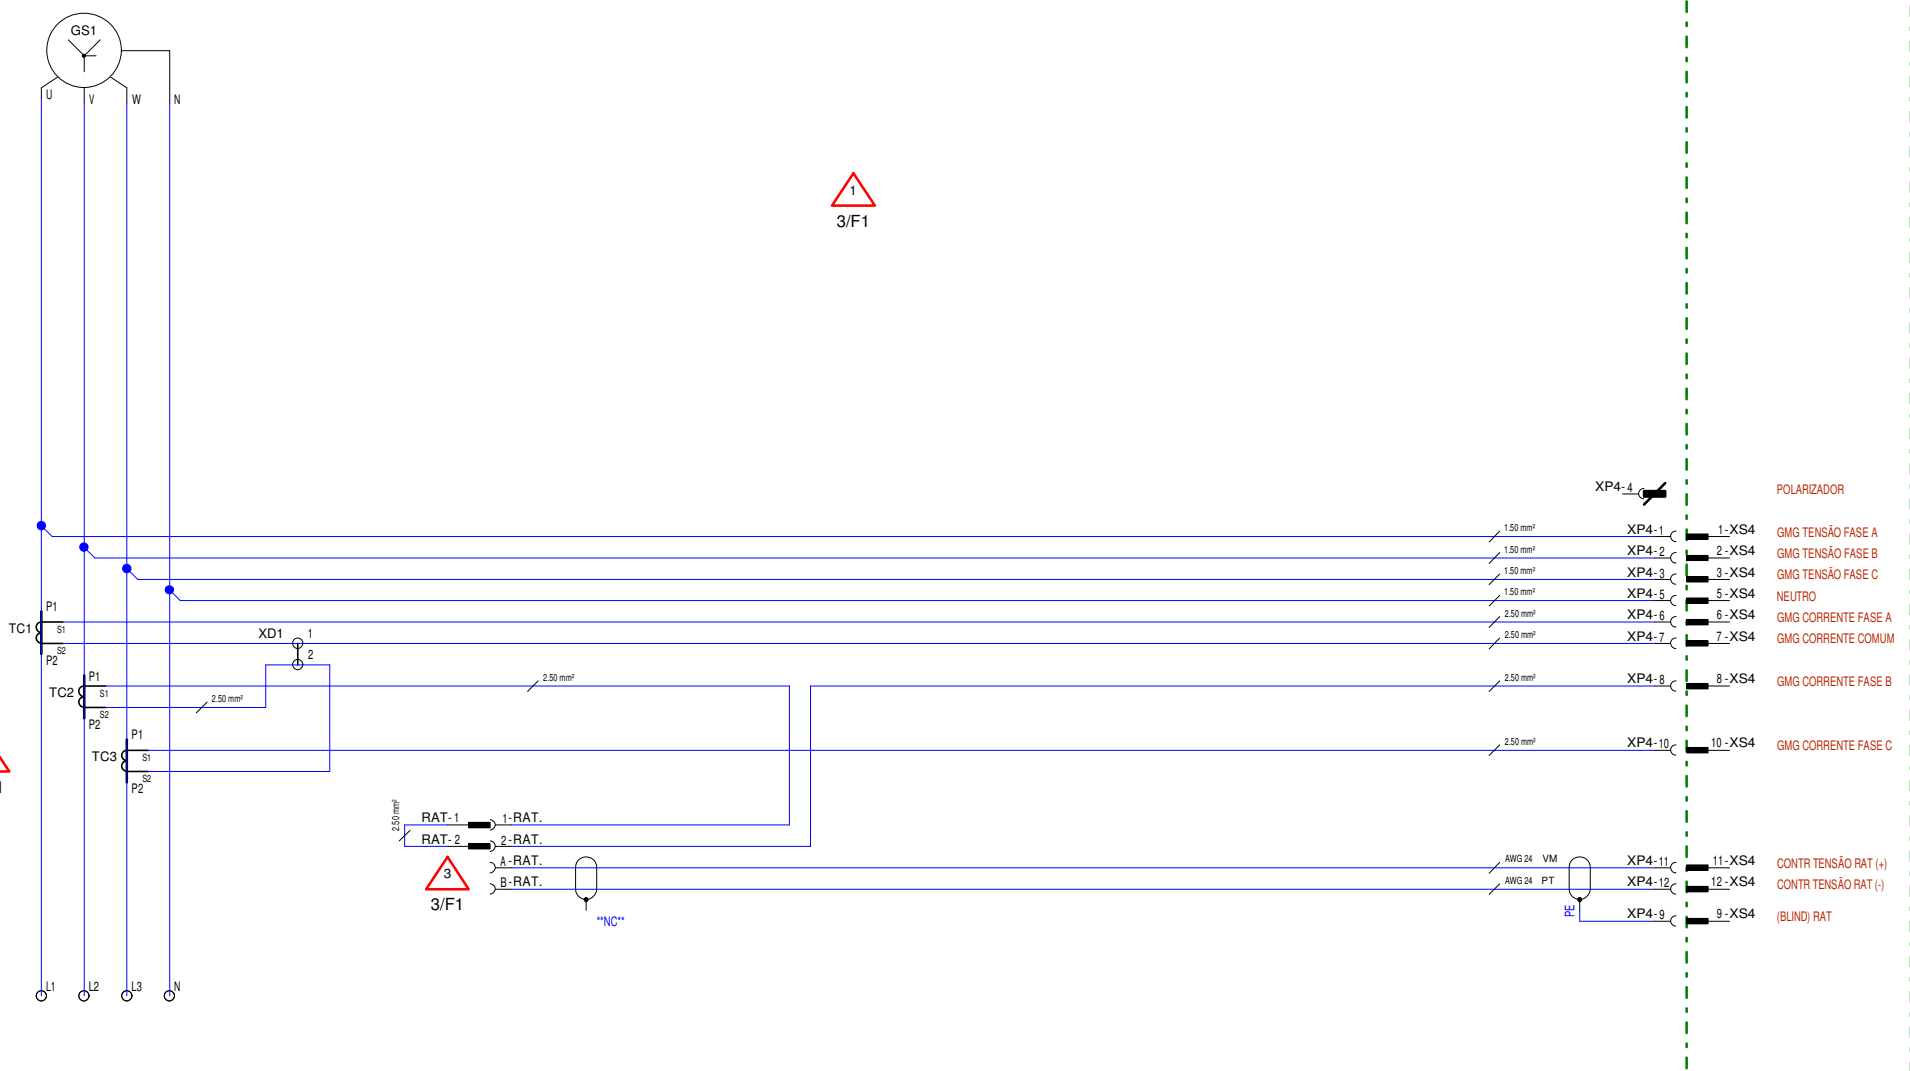 GS1
U V W N
1
3/F1
XP4-4 POLARIZADOR
1.50 mm² XP4-1 1-XS4 GMG TENSÃO FASE A
1.50 mm² XP4-2 2-XS4 GMG TENSÃO FASE B
1.50 mm² XP4-3 3-XS4 GMG TENSÃO FASE C
1.50 mm² XP4-5 5-XS4 NEUTRO
P1
TC1 S1 2.50 mm² XP4-6 6-XS4 GMG CORRENTE FASE A
XD1 1
S2 2.50 mm² XP4-7 7-XS4 GMG CORRENTE COMUM
P2 2
P1
TC2 S1 2.50 mm² 2.50 mm² XP4-8 8-XS4 GMG CORRENTE FASE B
S2 2.50 mm²
P2
P1
TC3 S1 2.50 mm² XP4-10 10-XS4 GMG CORRENTE FASE C
S2
P2
2.50 mm² RAT-1 1-RAT.
RAT-2 2-RAT.
A-RAT. AWG 24 VM XP4-11 11-XS4 CONTR TENSÃO RAT (+)
3 B-RAT. AWG 24 PT XP4-12 12-XS4 CONTR TENSÃO RAT (-)
3/F1
**NC** PE XP4-9 9-XS4 (BLIND) RAT
L1 L2 L3 N